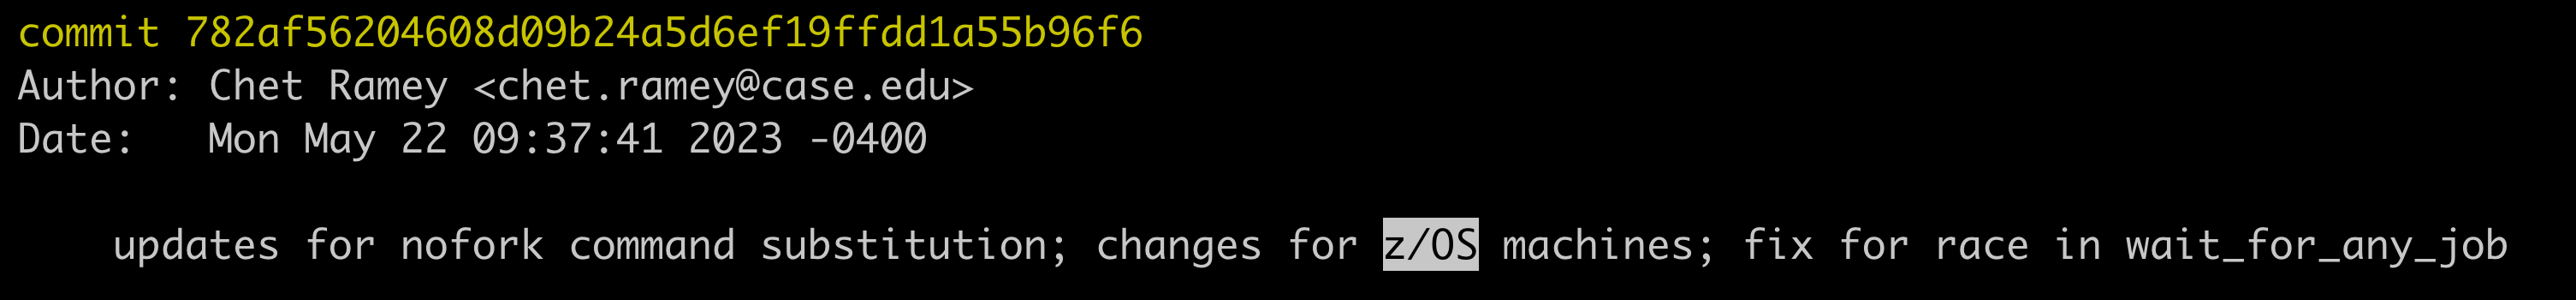 commit 782af56204608d09b24a5d6ef19ffdd1a55b96f6
Author: Chet Ramey <chet.ramey@case.edu>
Date:   Mon May 22 09:37:41 2023 -0400
    updates for nofork command substitution; changes for z/OS machines; fix for race in wait_for_any_job